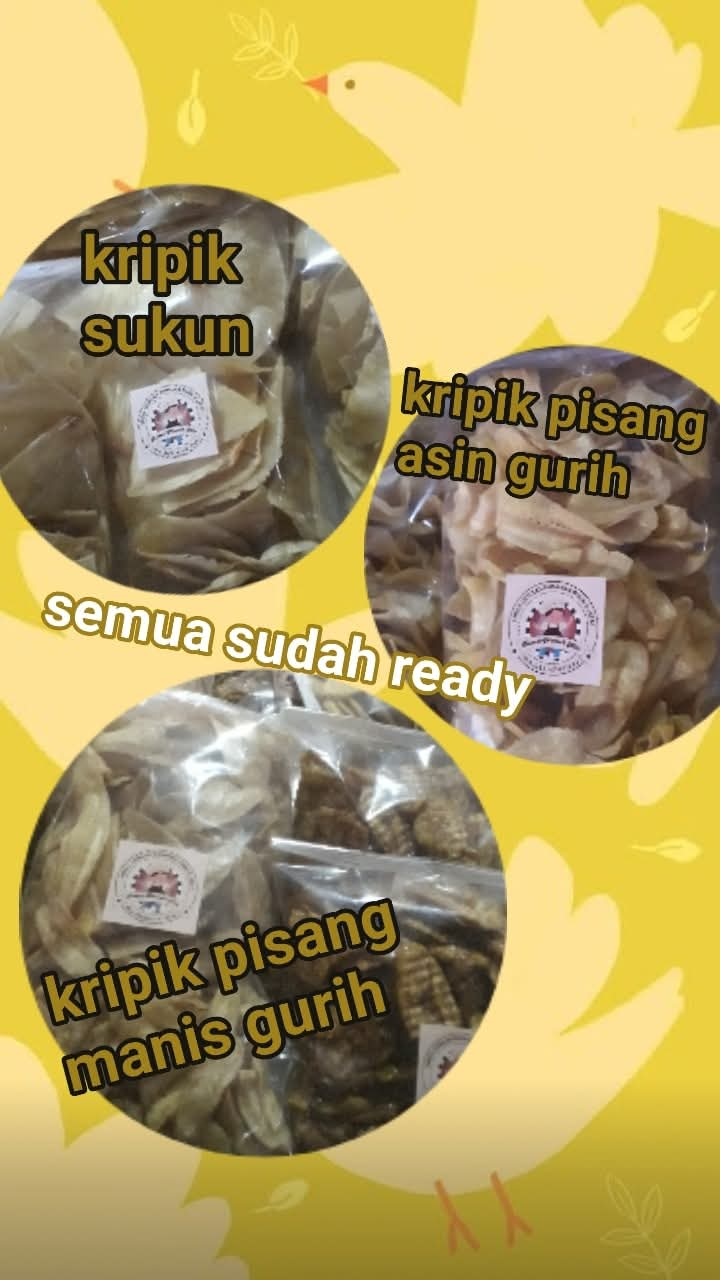 kripik
sukun
kripik pisang
asin gurih
semua sudah ready
kripik pisang
manis gurih